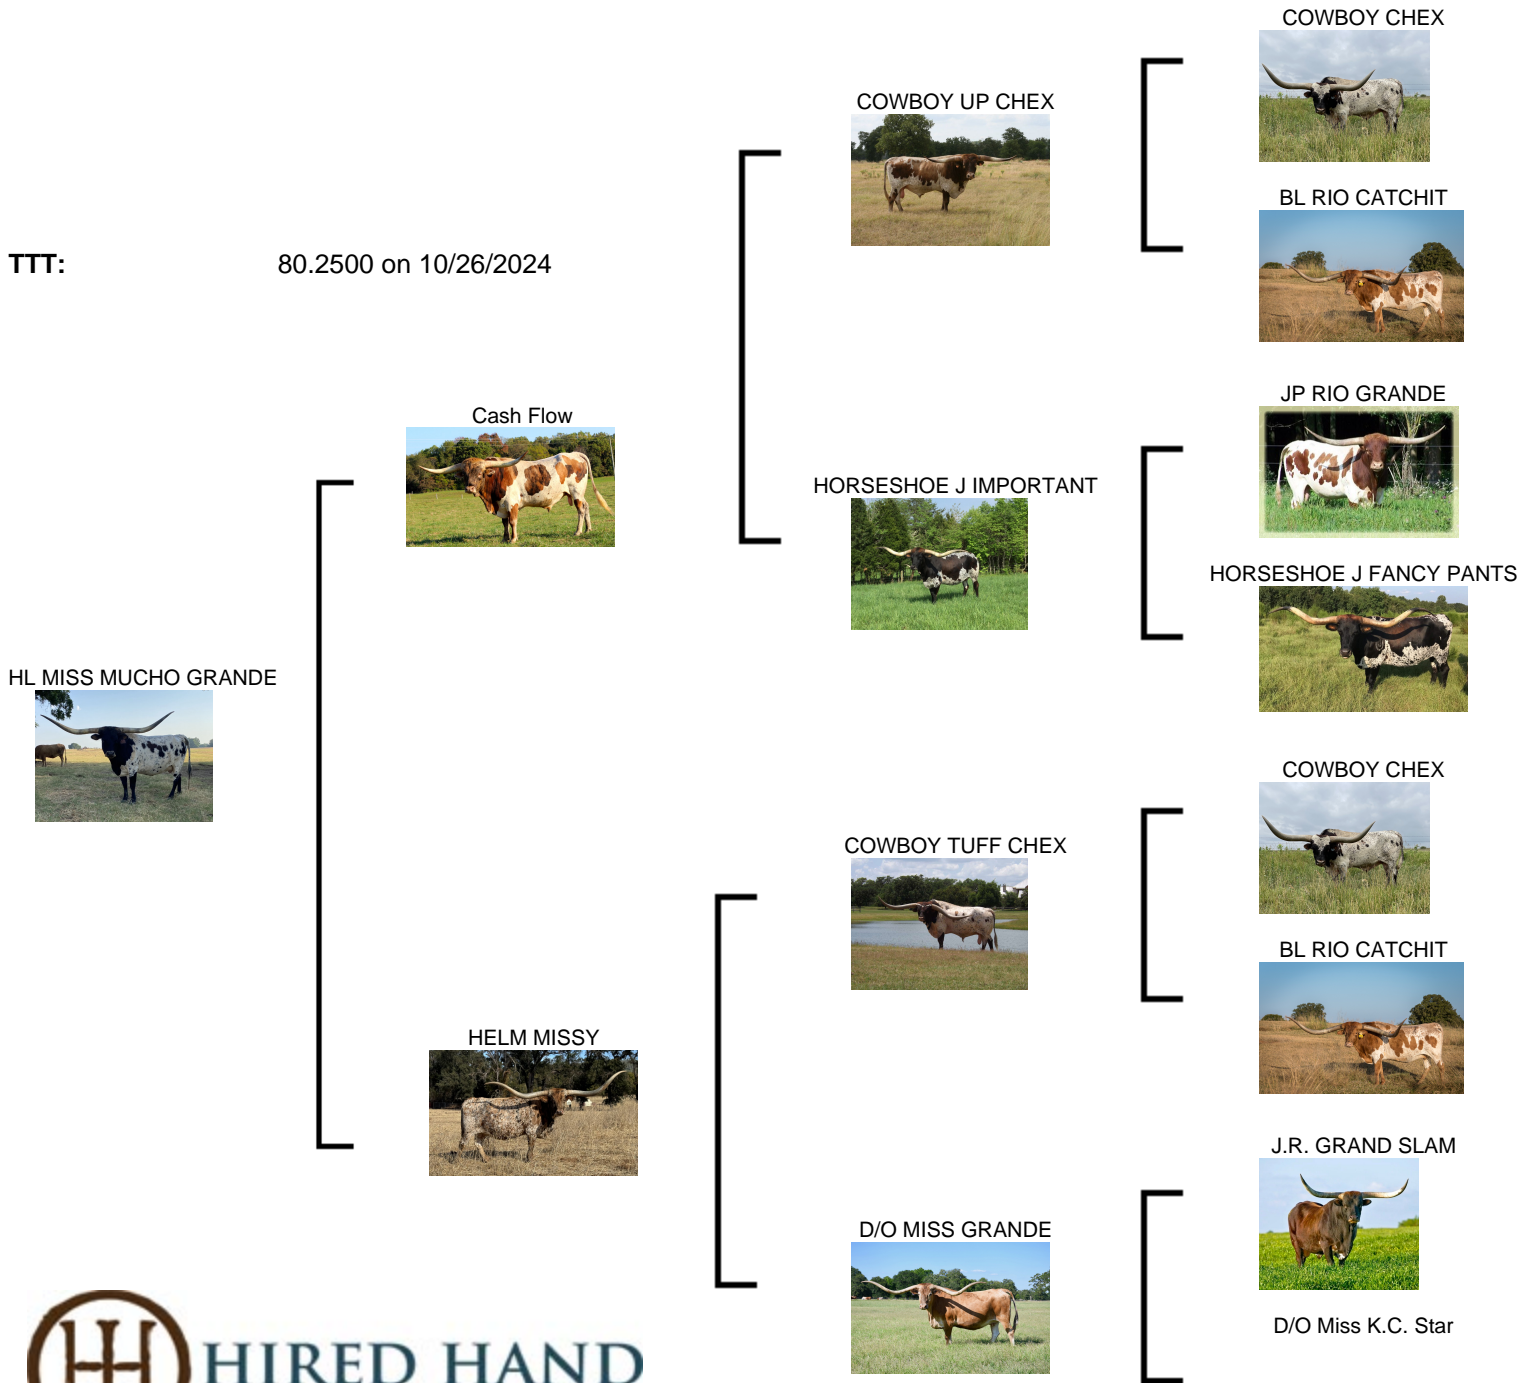 COWBOY CHEX
COWBOY UP CHEX
BL RIO CATCHIT
TTT: 80.2500 on 10/26/2024
JP RIO GRANDE
Cash Flow
HORSESHOE J IMPORTANT
HORSESHOE J FANCY PANTS
HL MISS MUCHO GRANDE
COWBOY CHEX
COWBOY TUFF CHEX
BL RIO CATCHIT
HELM MISSY
J.R. GRAND SLAM
D/O MISS GRANDE
D/O Miss K.C. Star
HIRED HAND